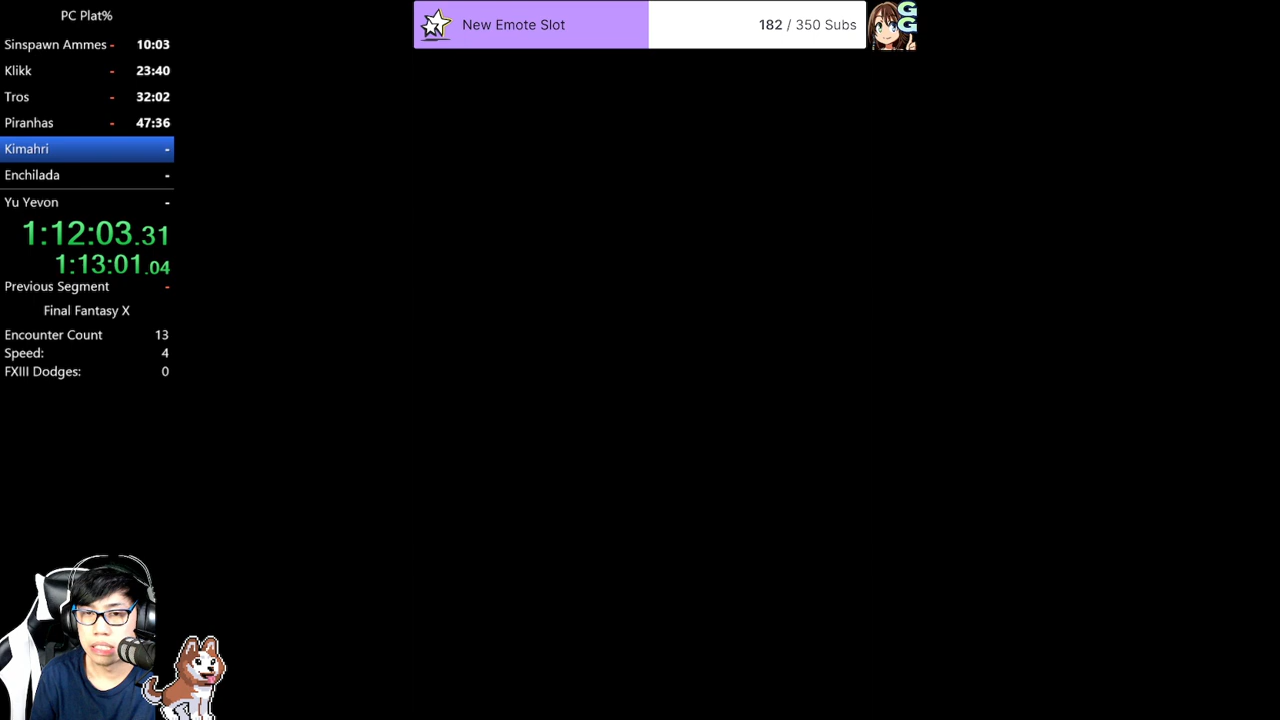 PC Plat%
Sinspawn Ammes - 10:03
Klikk - 23:40
Tros - 32:02
Piranhas - 47:36
Kimahri -
Enchilada -
Yu Yevon -
1:12:03.31
1:13:01.04
Previous Segment -
Final Fantasy X
Encounter Count 13
Speed: 4
FXIII Dodges: 0
New Emote Slot 182 / 350 Subs
GG